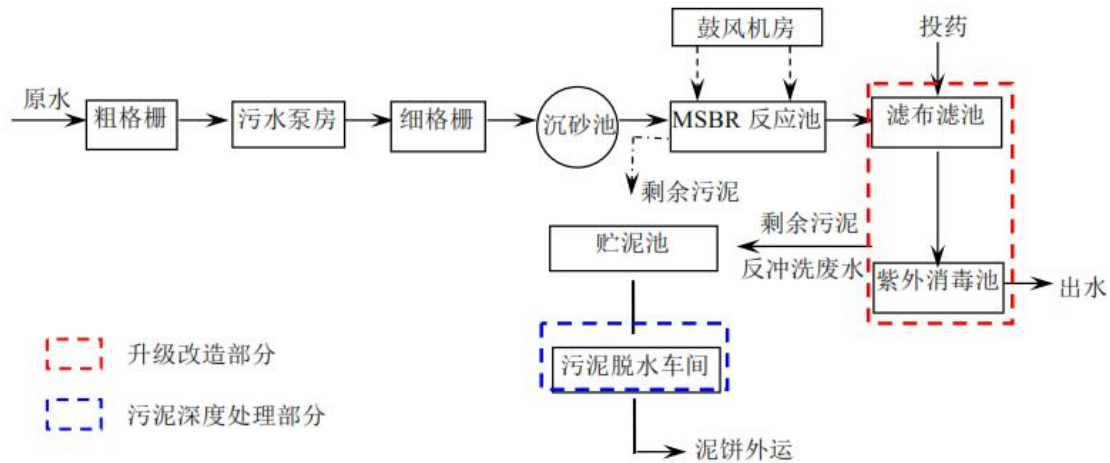 鼓风机房
投药
原水
粗格栅
污水泵房
细格栅
沉砂池
MSBR 反应池
滤布滤池
剩余污泥
贮泥池
剩余污泥
反冲洗废水
紫外消毒池
出水
升级改造部分
污泥脱水车间
污泥深度处理部分
泥饼外运